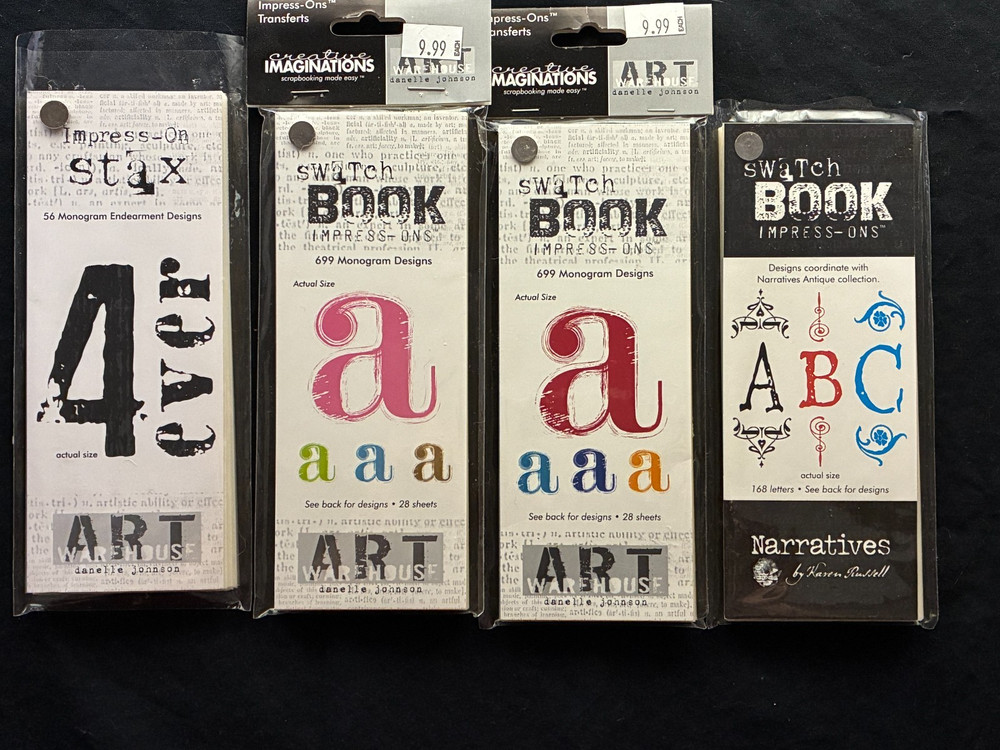 Impress-On
stax
56 Monogram Endearment Designs
4
ever
actual size
ART
WAREHOUSE
danelle johnson
Impress-Ons™
Transferts
9.99 EACH
creative
IMAGINATIONS
scrapbooking made easy™
ART
WAREHOUSE
danelle johnson
swatch
BOOK
IMPRESS-ONS
699 Monogram Designs
Actual Size
a
a a a
See back for designs • 28 sheets
ART
WAREHOUSE
danelle johnson
Impress-Ons™
Transferts
9.99 EACH
creative
IMAGINATIONS
scrapbooking made easy™
ART
WAREHOUSE
danelle johnson
swatch
BOOK
IMPRESS-ONS
699 Monogram Designs
Actual Size
a
a a a
See back for designs • 28 sheets
ART
WAREHOUSE
danelle johnson
swatch
BOOK
IMPRESS-ONS™
Designs coordinate with
Narratives Antique collection.
A B C
actual size
168 letters • See back for designs
Narratives
by Karen Russell